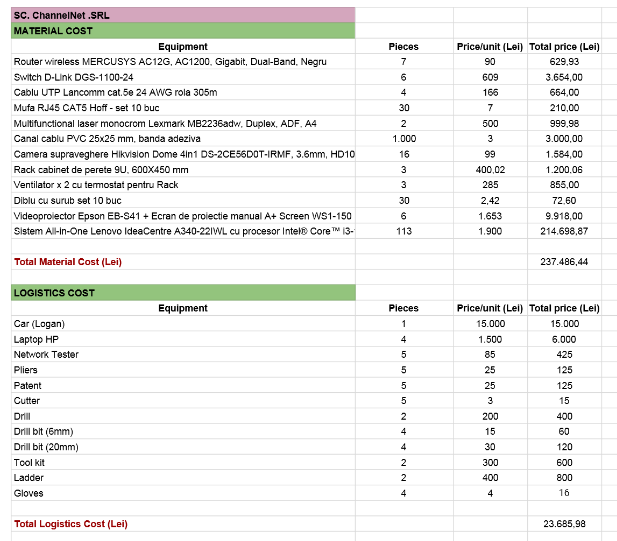 SC. ChannelNet .SRL
MATERIAL COST
Equipment Pieces Price/unit (Lei) Total price (Lei)
Router wireless MERCUSYS AC12G, AC1200, Gigabit, Dual-Band, Negru 7 90 629,93
Switch D-Link DGS-1100-24 6 609 3.654,00
Cablu UTP Lancomm cat.5e 24 AWG rola 305m 4 166 664,00
Mufa RJ45 CAT5 Hoff - set 10 buc 30 7 210,00
Multifunctional laser monocrom Lexmark MB2236adw, Duplex, ADF, A4 2 500 999,98
Canal cablu PVC 25x25 mm, banda adeziva 1.000 3 3.000,00
Camera supraveghere Hikvision Dome 4in1 DS-2CE56D0T-IRMF, 3.6mm, HD10 16 99 1.584,00
Rack cabinet de perete 9U, 600X450 mm 3 400,02 1.200,06
Ventilator x 2 cu termostat pentru Rack 3 285 855,00
Diblu cu surub set 10 buc 30 2,42 72,60
Videoproiector Epson EB-S41 + Ecran de proiectie manual A+ Screen WS1-150 6 1.653 9.918,00
Sistem All-In-One Lenovo IdeaCentre A340-22IWL cu procesor Intel® Core™ i3- 113 1.900 214.698,87
Total Material Cost (Lei) 237.486,44
LOGISTICS COST
Equipment Pieces Price/unit (Lei) Total price (Lei)
Car (Logan) 1 15.000 15.000
Laptop HP 4 1.500 6.000
Network Tester 5 85 425
Pliers 5 25 125
Patent 5 25 125
Cutter 5 3 15
Drill 2 200 400
Drill bit (6mm) 4 15 60
Drill bit (20mm) 4 30 120
Tool kit 2 300 600
Ladder 2 400 800
Gloves 4 4 16
Total Logistics Cost (Lei) 23.685,98